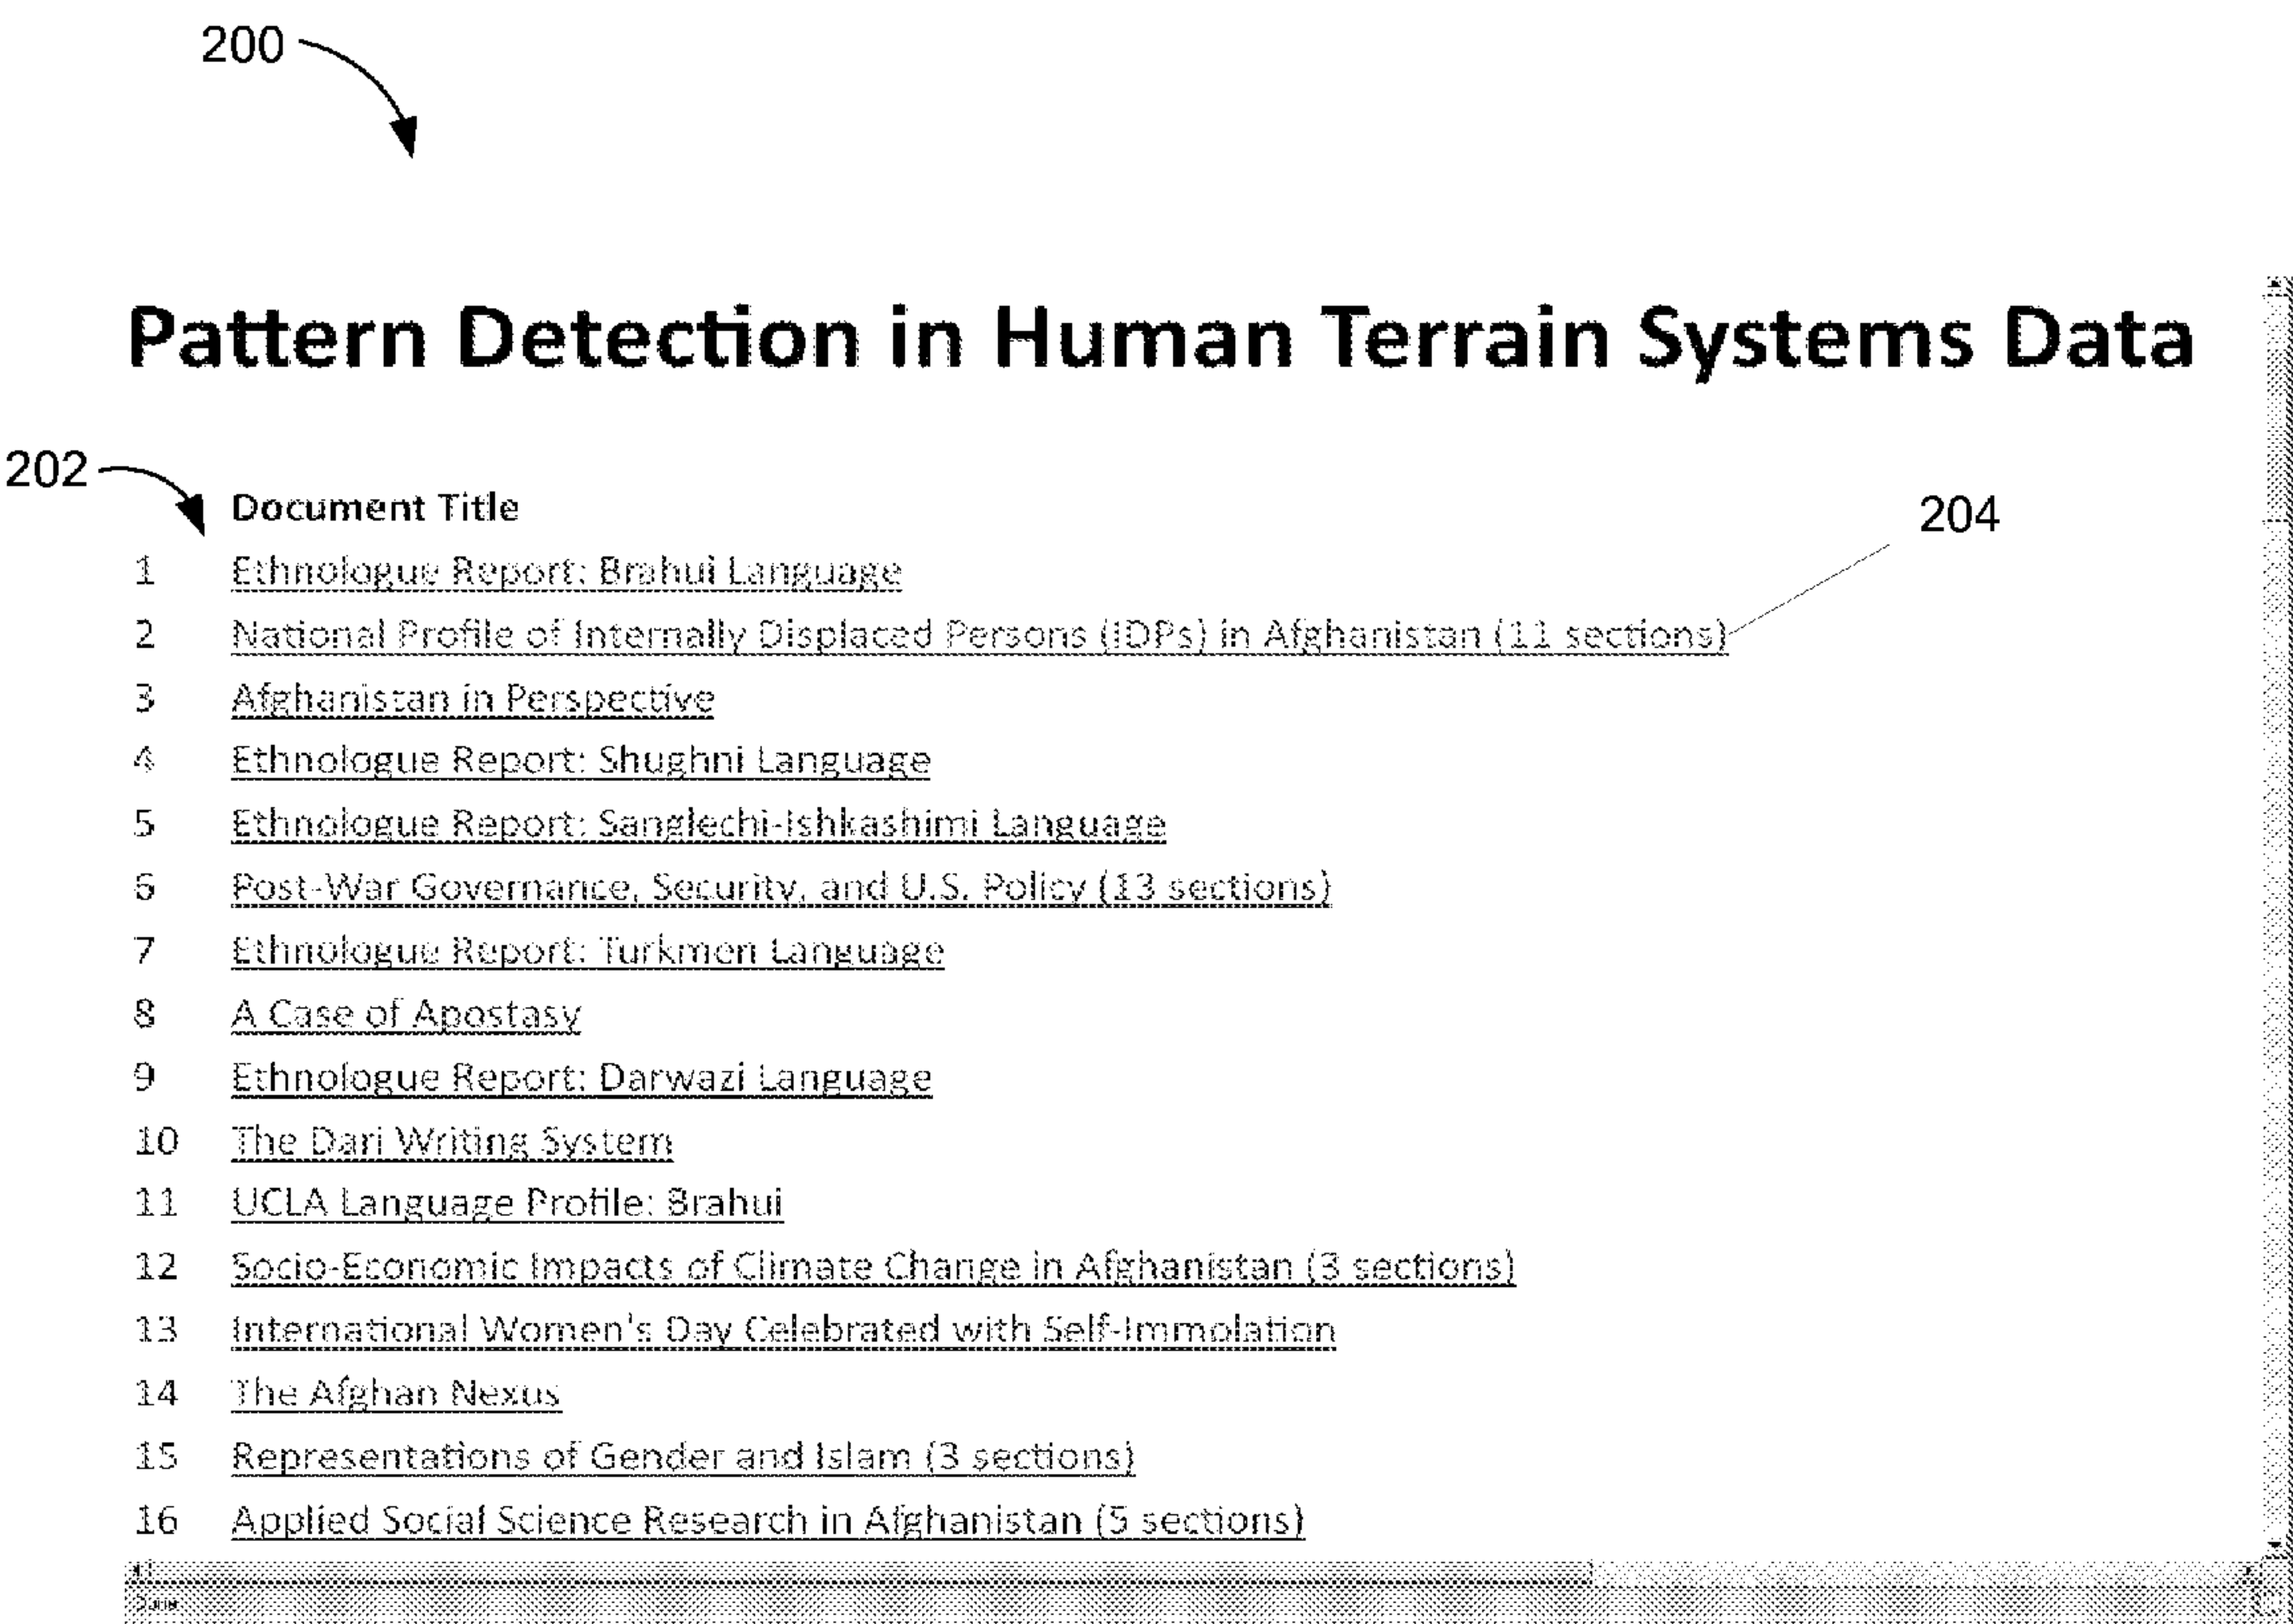 200
Pattern Detection in Human Terrain Systems Data
202
Document Title
204
1 Ethnologue Report: Brahui Language
2 National Profile of Internally Displaced Persons (IDPs) in Afghanistan (11 sections)
3 Afghanistan in Perspective
4 Ethnologue Report: Shughni Language
5 Ethnologue Report: Sanglechi-Ishkashimi Language
6 Post-War Governance, Security, and U.S. Policy (13 sections)
7 Ethnologue Report: Turkmen Language
8 A Case of Apostasy
9 Ethnologue Report: Darwazi Language
10 The Dari Writing System
11 UCLA Language Profile: Brahui
12 Socio-Economic Impacts of Climate Change in Afghanistan (3 sections)
13 International Women's Day Celebrated with Self-Immolation
14 The Afghan Nexus
15 Representations of Gender and Islam (3 sections)
16 Applied Social Science Research in Afghanistan (5 sections)
Done